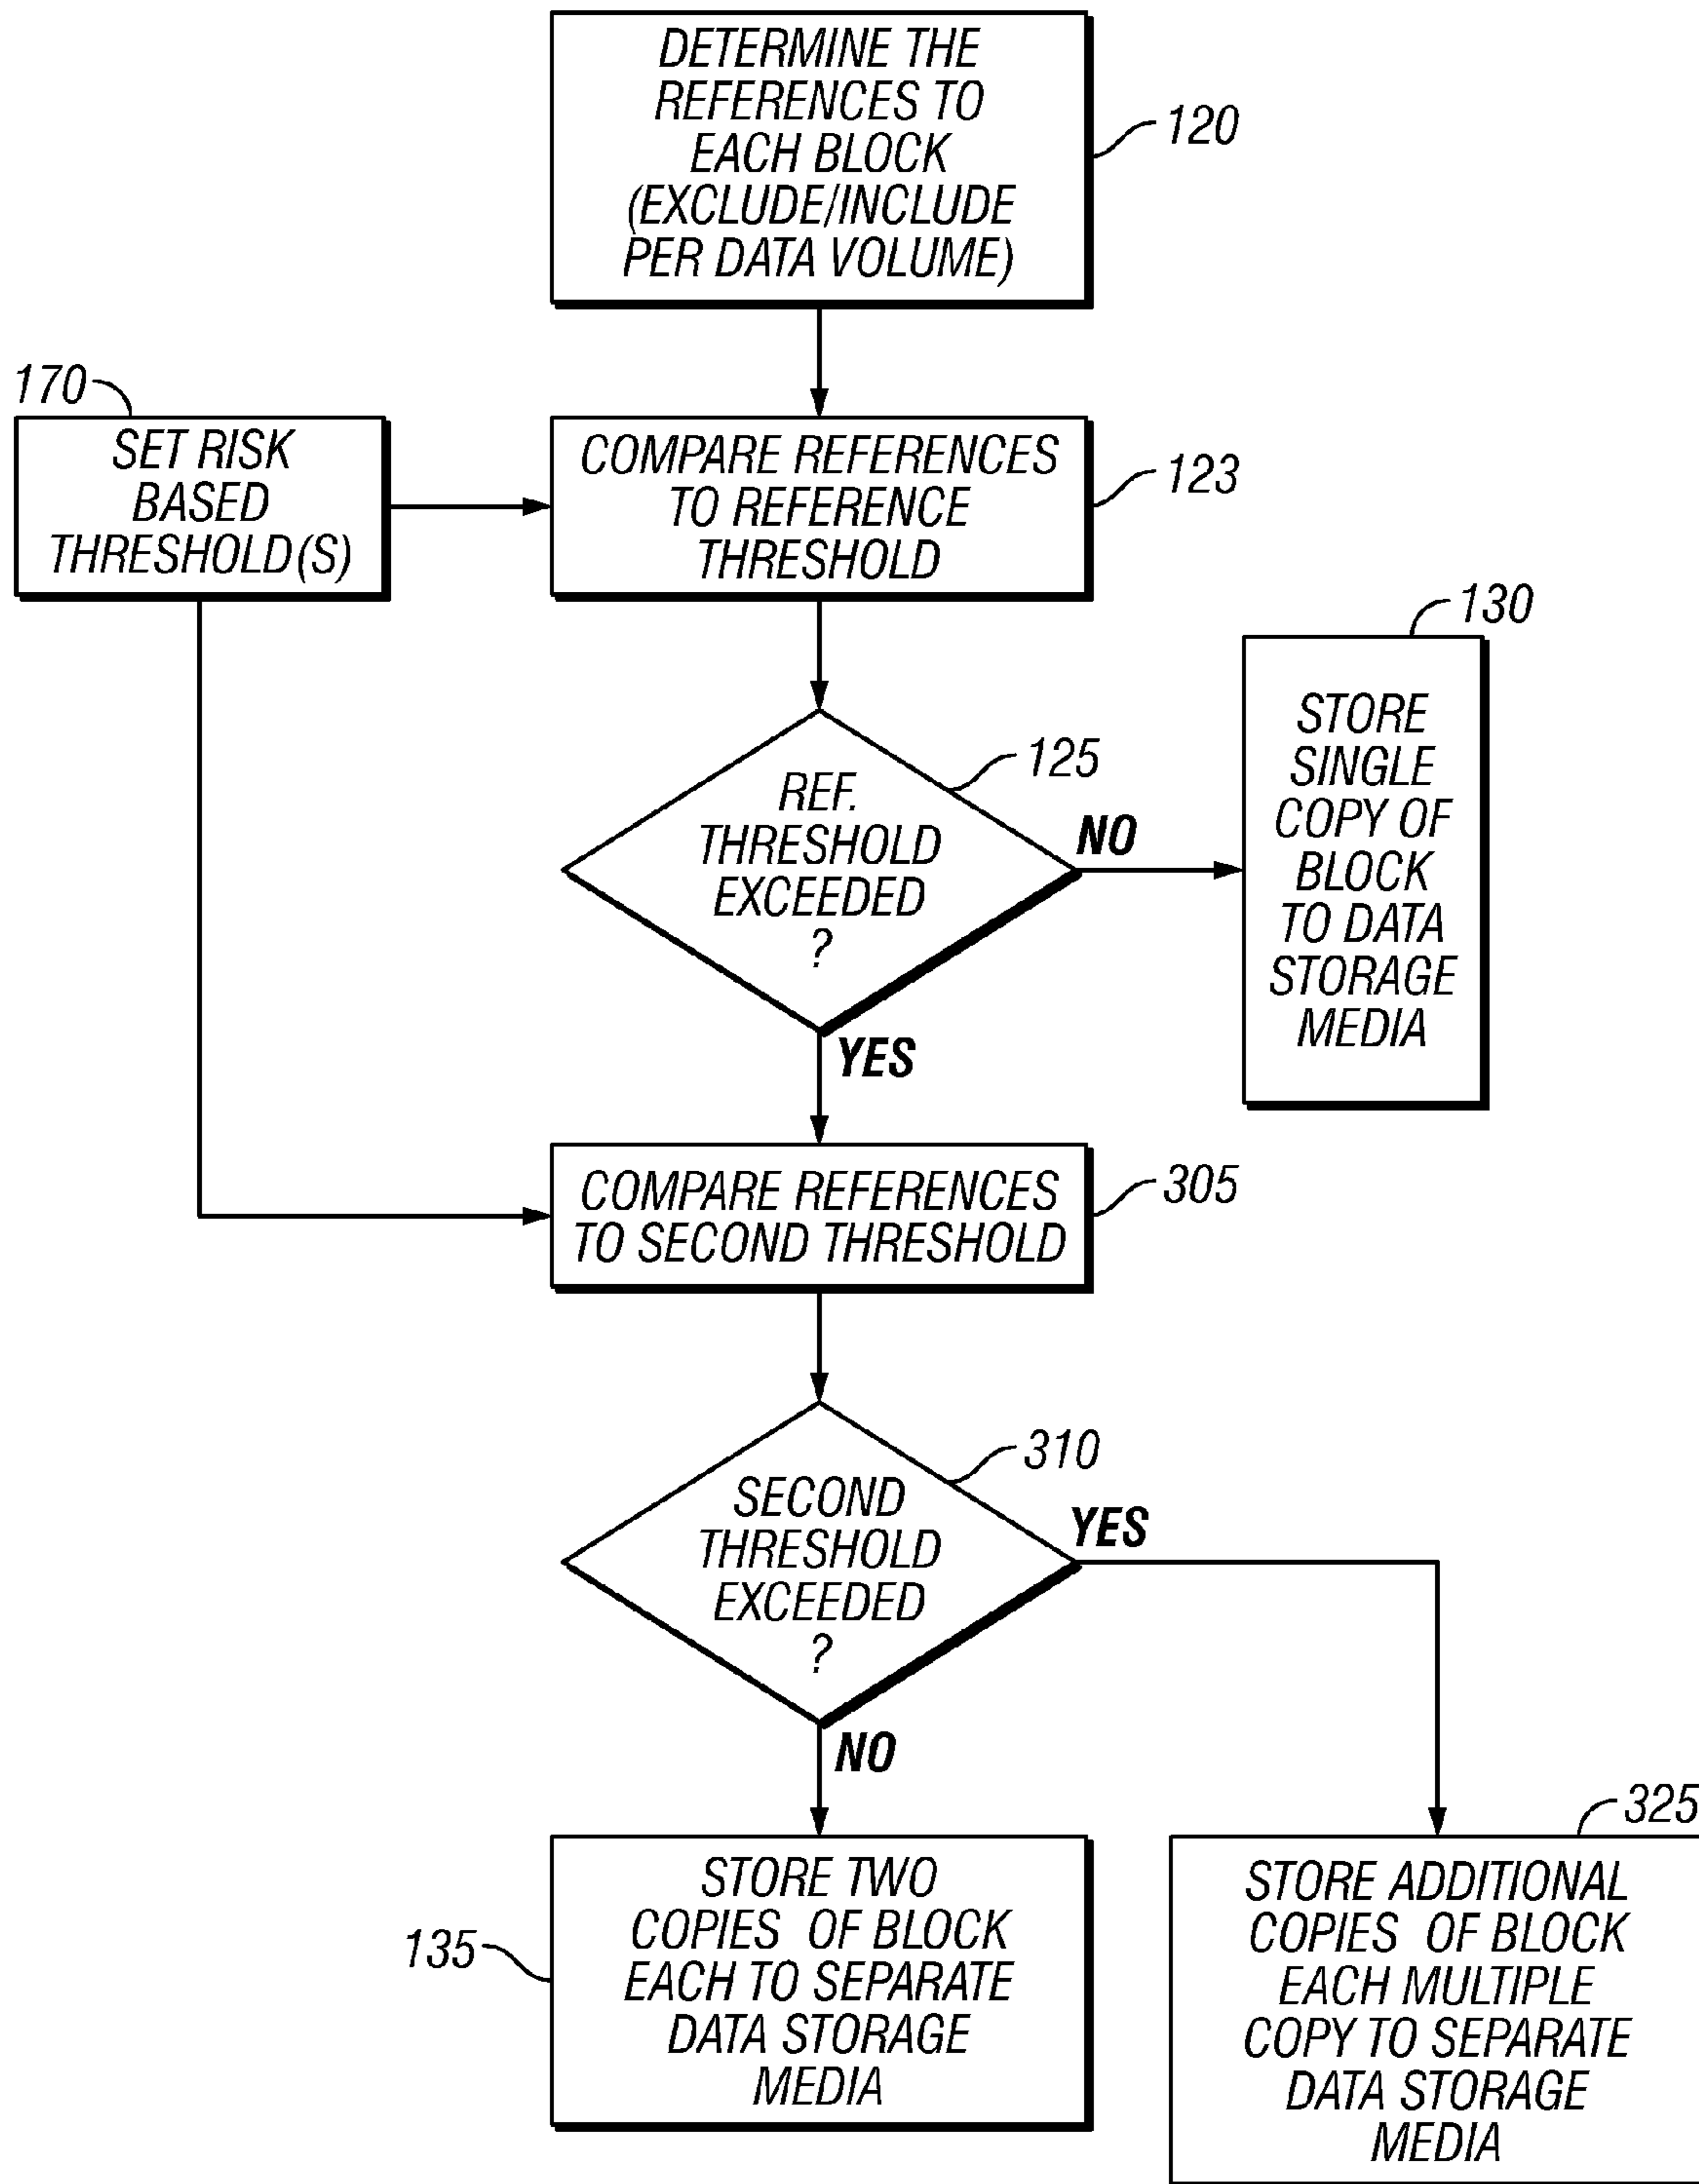 DETERMINE THE
REFERENCES TO
EACH BLOCK
(EXCLUDE/INCLUDE
PER DATA VOLUME)
120
170
SET RISK
BASED
THRESHOLD(S)
COMPARE REFERENCES
TO REFERENCE
THRESHOLD
123
130
STORE
SINGLE
COPY OF
BLOCK
TO DATA
STORAGE
MEDIA
125
REF.
THRESHOLD
EXCEEDED
?
NO
YES
COMPARE REFERENCES
TO SECOND THRESHOLD
305
310
SECOND
THRESHOLD
EXCEEDED
?
YES
NO
135
STORE TWO
COPIES OF BLOCK
EACH TO SEPARATE
DATA STORAGE
MEDIA
325
STORE ADDITIONAL
COPIES OF BLOCK
EACH MULTIPLE
COPY TO SEPARATE
DATA STORAGE
MEDIA